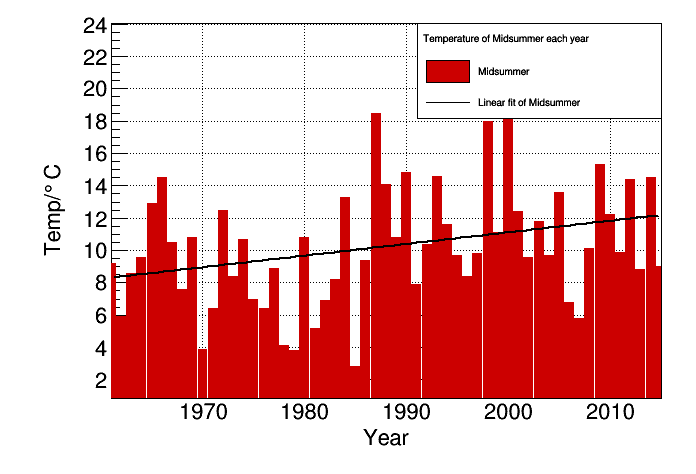 24
22
20
18
16
14
12
10
8
6
4
2
Temp/° C
Temperature of Midsummer each year
Midsummer
Linear fit of Midsummer
1970 1980 1990 2000 2010
Year